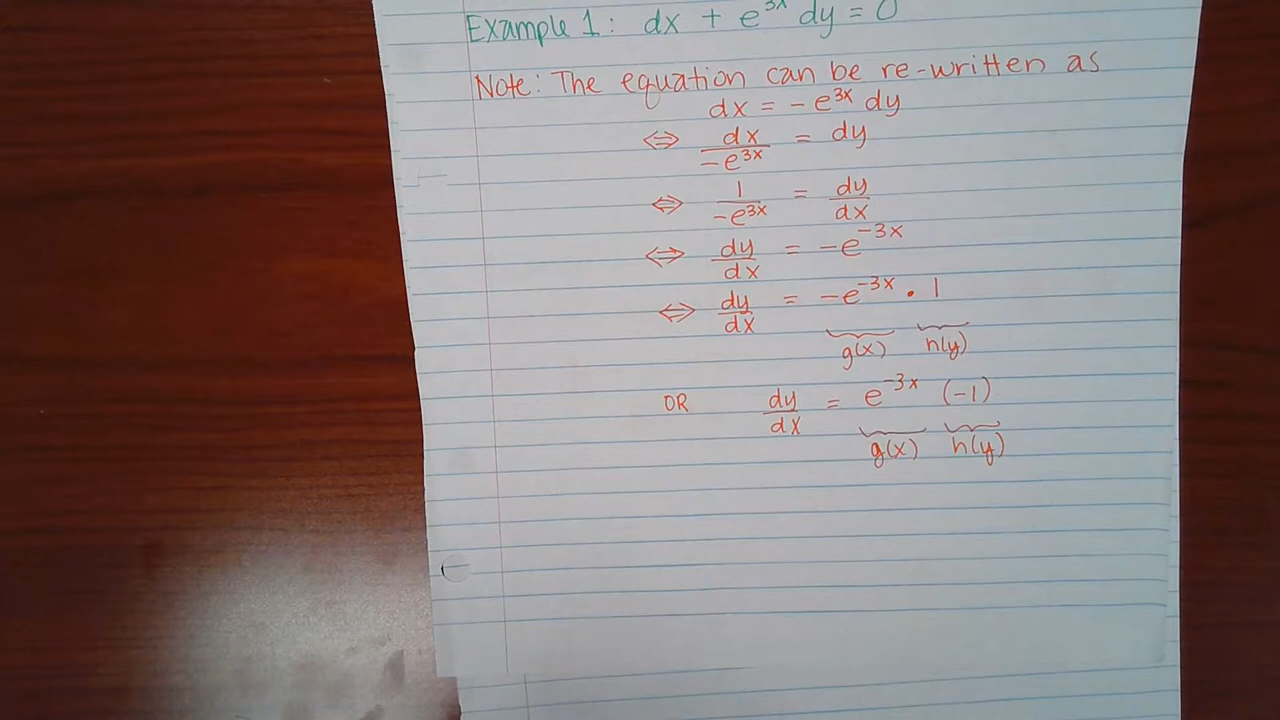 Example 1: dx + e^3x dy = 0
Note: The equation can be re-written as
dx = -e^3x dy
⇔ dx/-e^3x = dy
⇔ 1/-e^3x = dy/dx
⇔ dy/dx = -e^-3x
⇔ dy/dx = -e^-3x • 1
g(x) h(y)
OR dy/dx = e^-3x (-1)
g(x) h(y)